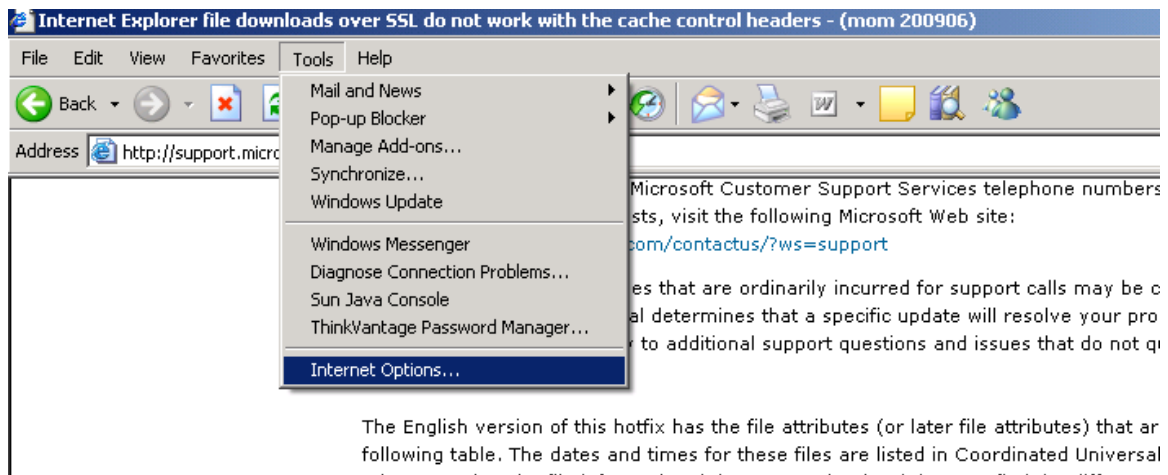 Internet Explorer file downloads over SSL do not work with the cache control headers - (mom 200906)
File Edit View Favorites Tools Help
Back
Address http://support.micro
Mail and News
Pop-up Blocker
Manage Add-ons...
Synchronize...
Windows Update
Windows Messenger
Diagnose Connection Problems...
Sun Java Console
ThinkVantage Password Manager...
Internet Options...
Microsoft Customer Support Services telephone numbers
sts, visit the following Microsoft Web site:
com/contactus/?ws=support
es that are ordinarily incurred for support calls may be c
al determines that a specific update will resolve your pro
to additional support questions and issues that do not qu
The English version of this hotfix has the file attributes (or later file attributes) that ar
following table. The dates and times for these files are listed in Coordinated Universal